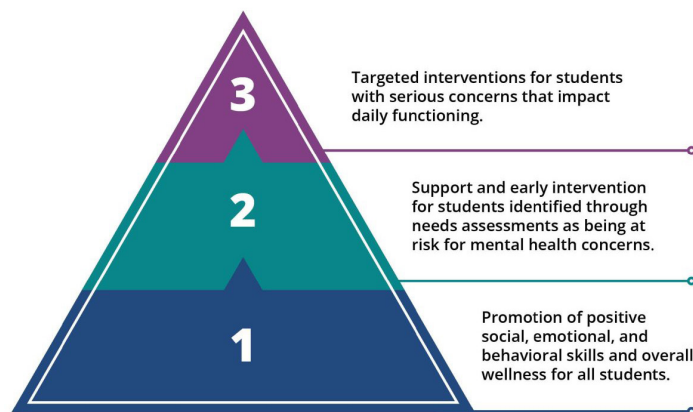 3
Targeted interventions for students
with serious concerns that impact
daily functioning.
2
Support and early intervention
for students identified through
needs assessments as being at
risk for mental health concerns.
1
Promotion of positive
social, emotional, and
behavioral skills and overall
wellness for all students.